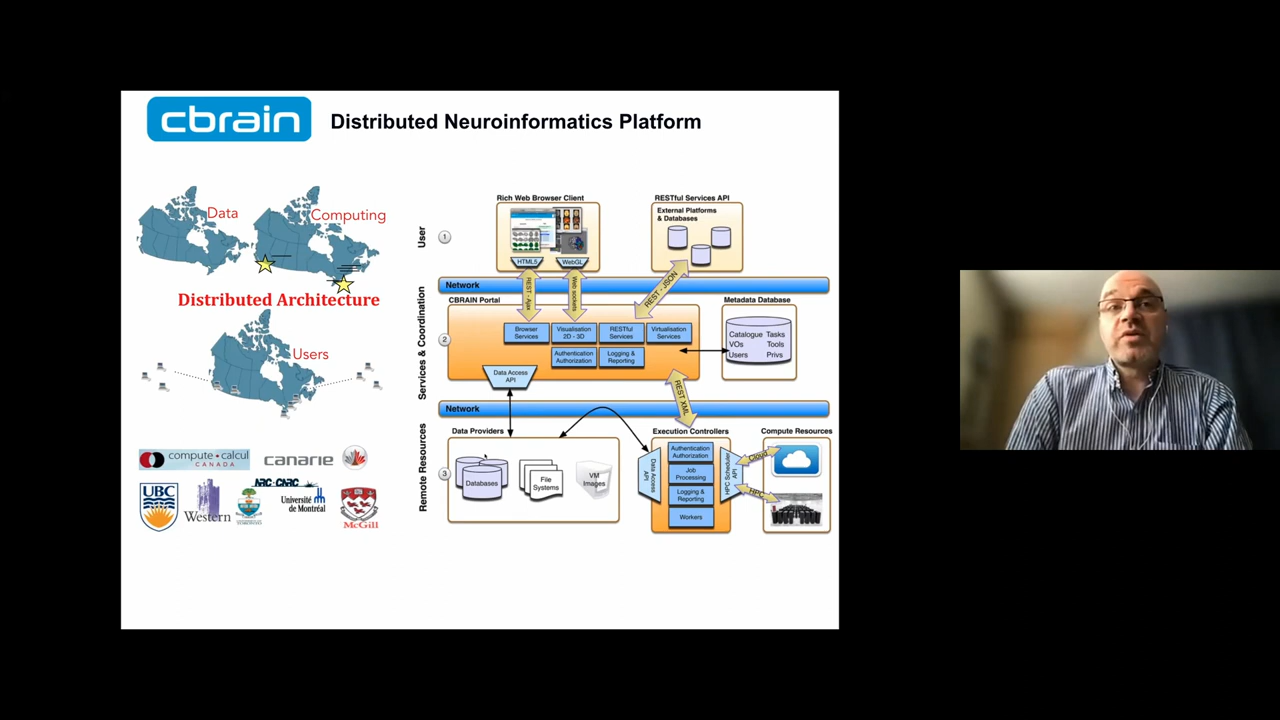 cbrain
Distributed Neuroinformatics Platform
Data
Computing
Distributed Architecture
Users
compute • calcul
CANADA
canarie
UBC
Western
Université
de Montréal
McGill
User
1
Rich Web Browser Client
HTML5
WebGL
RESTful Services API
External Platforms
& Databases
REST - Ajax
Web sockets
REST - JSON
Network
Services & Coordination
2
CBRAIN Portal
Browser
Services
Visualisation
2D - 3D
RESTful
Services
Virtualisation
Services
Authentication
Authorization
Logging &
Reporting
Data Access
API
Metadata Database
Catalogue Tasks
VOs Tools
Users Privs
REST XML
Network
Remote Resources
3
Data Providers
Databases
File
Systems
VM
Images
Execution Controllers
Data Access
API
Authentication
Authorization
Job
Processing
Logging &
Reporting
Workers
HPC Scheduler
API
Cloud
HPC
Compute Resources